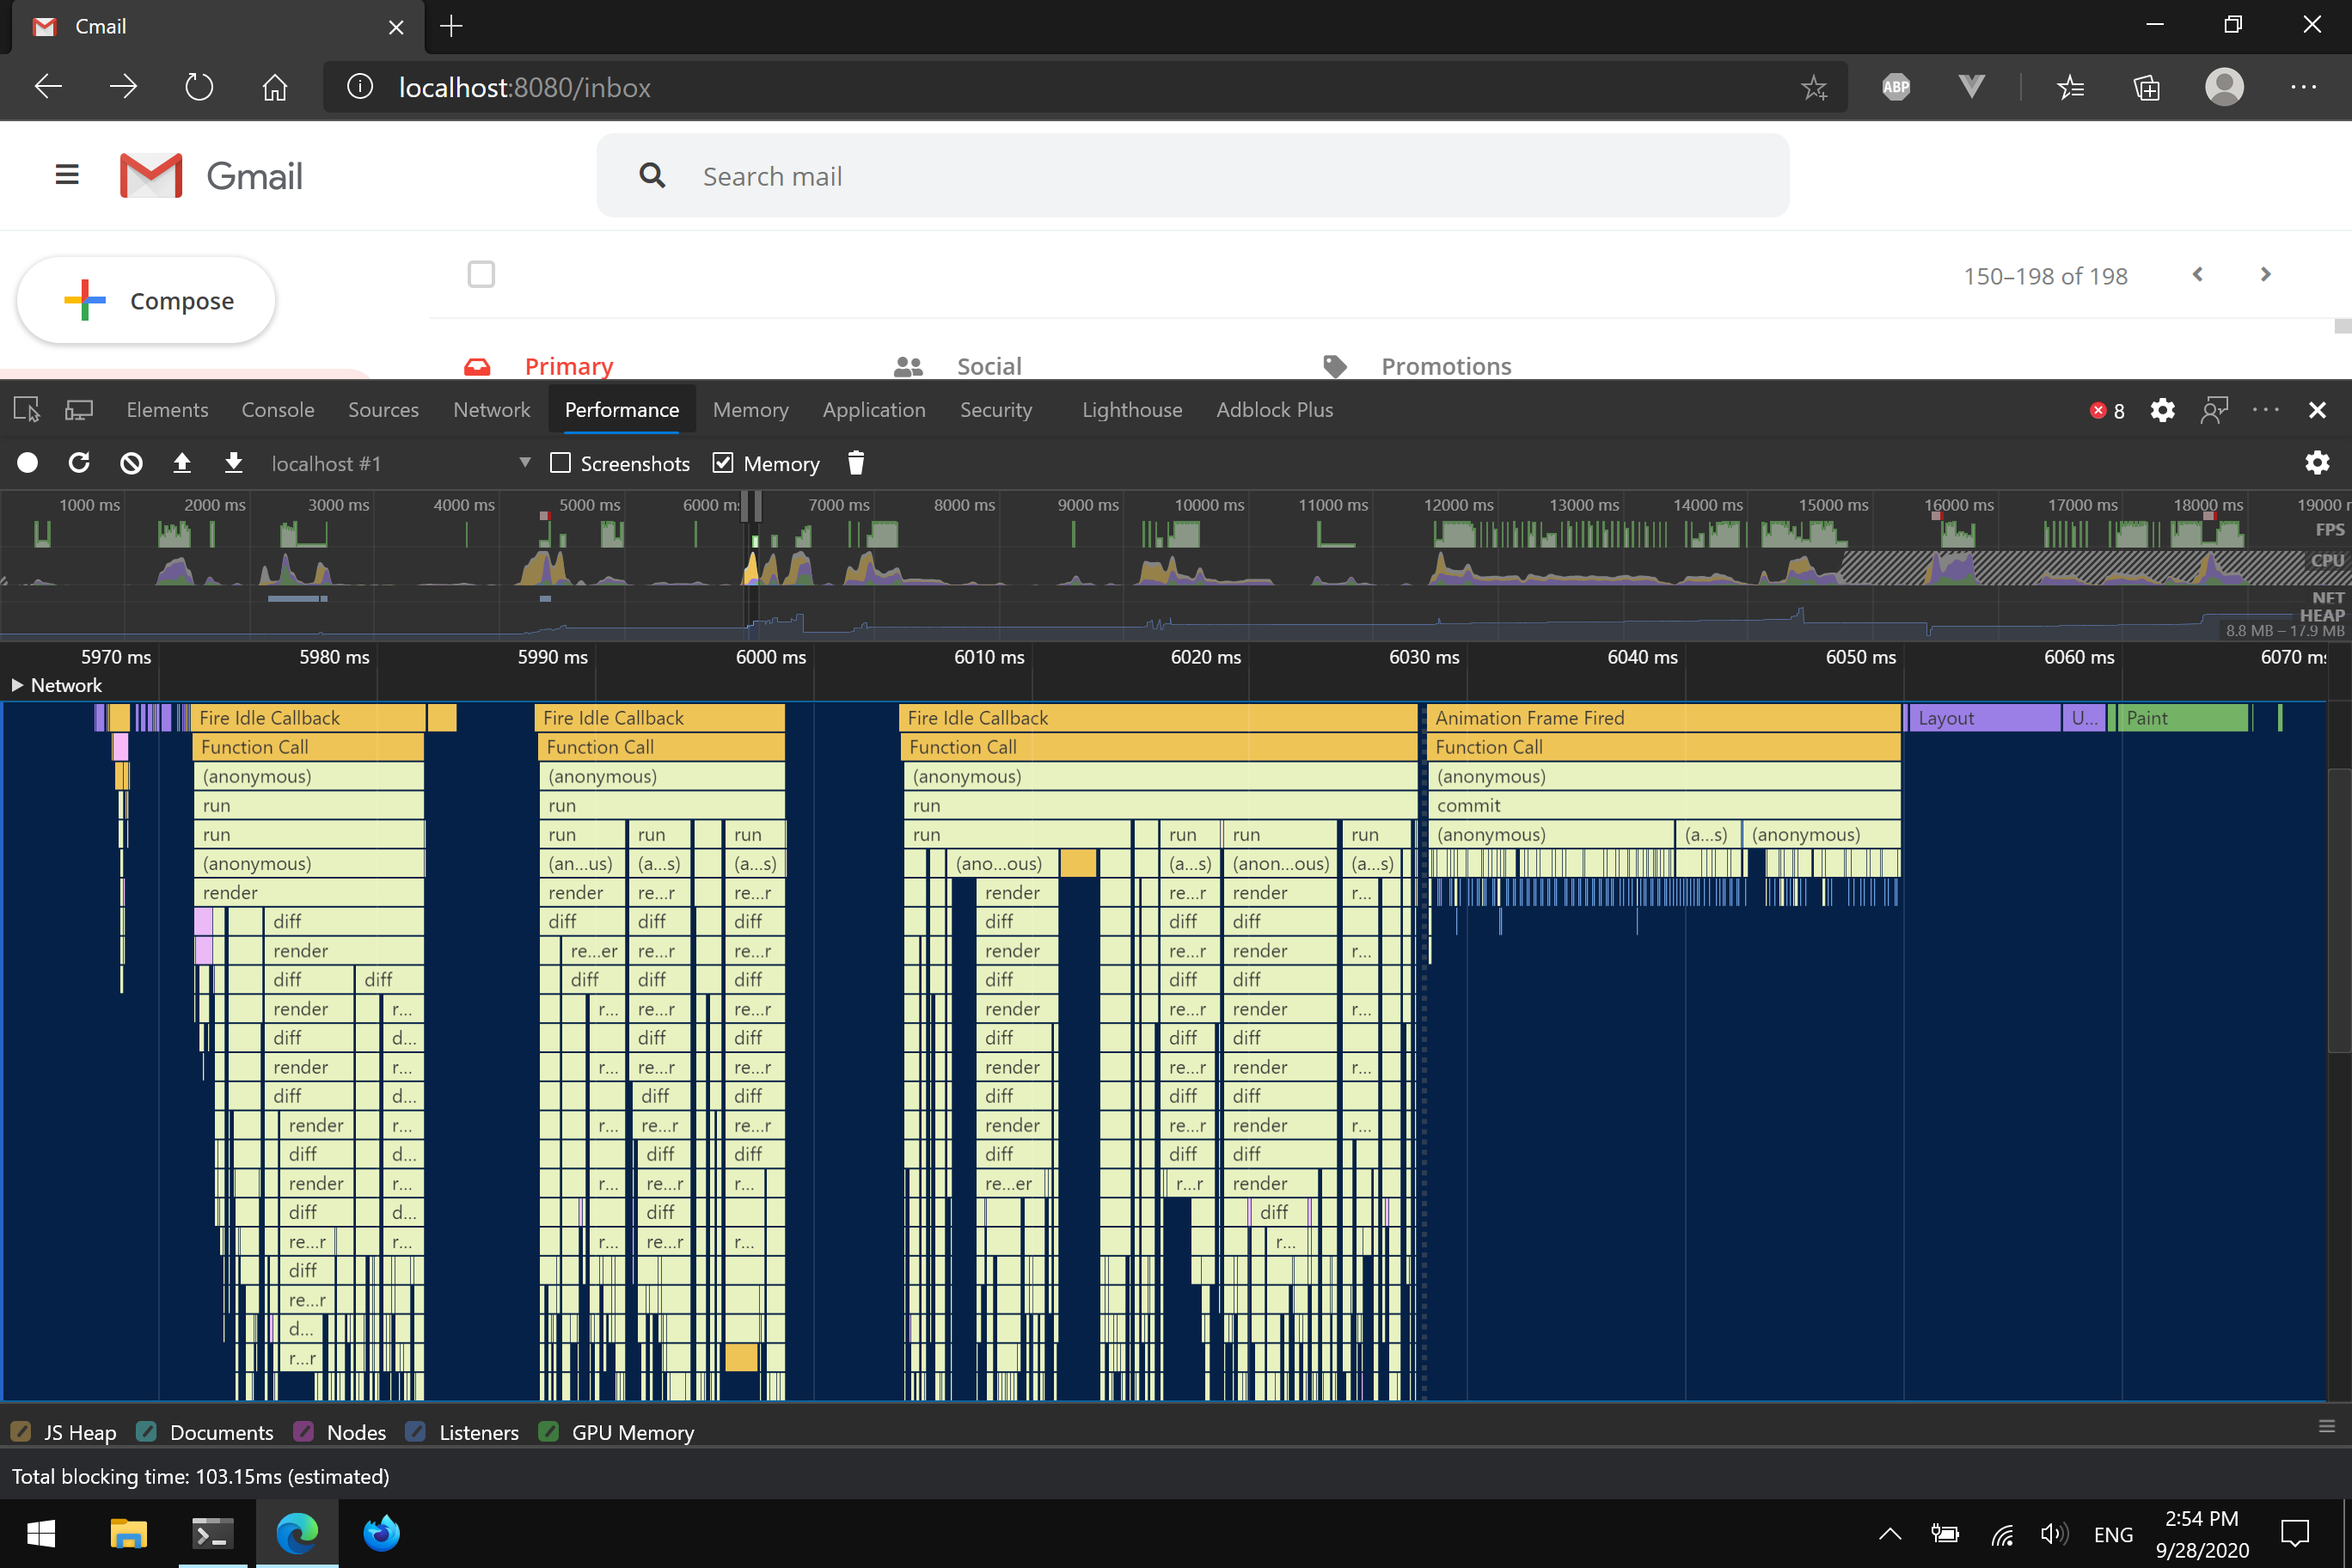 Cmail
localhost:8080/inbox
ABP
Gmail
Search mail
Compose
150–198 of 198
Primary Social Promotions
Elements Console Sources Network Performance Memory Application Security Lighthouse Adblock Plus 8
localhost #1 Screenshots Memory
1000 ms 2000 ms 3000 ms 4000 ms 5000 ms 6000 m 7000 ms 8000 ms 9000 ms 10000 ms 11000 ms 12000 ms 13000 ms 14000 ms 15000 ms 16000 ms 17000 ms 18000 ms 19000
FPS
CPU
NET
HEAP
8.8 MB – 17.9 MB
5970 ms 5980 ms 5990 ms 6000 ms 6010 ms 6020 ms 6030 ms 6040 ms 6050 ms 6060 ms 6070 ms
Network
Fire Idle Callback Fire Idle Callback Fire Idle Callback Animation Frame Fired Layout U... Paint
Function Call Function Call Function Call Function Call
(anonymous) (anonymous) (anonymous) (anonymous)
run run run commit
run run run run run run run run (anonymous) (a...s) (anonymous)
(anonymous) (an...us) (a...s) (a...s) (ano...ous) (a...s) (anon...ous) (a...s)
render render re...r re...r render re...r render r...
diff diff diff diff diff diff diff
render re...er re...r re...r render re...r render r...
diff diff diff diff diff diff diff diff
render r... r... re...r re...r render re...r render r...
diff d... diff diff diff diff diff
render r... r... re...r re...r render re...r render r...
diff d... diff diff diff diff diff
render r... r... re...r re...r render re...r render r...
diff d... diff diff diff diff diff
render r... r... re...r r... re...er r...r render
diff d... diff diff
re...r r... r... re...r r... r...
diff
re...r
d...
r...r
JS Heap Documents Nodes Listeners GPU Memory
Total blocking time: 103.15ms (estimated)
ENG
2:54 PM
9/28/2020